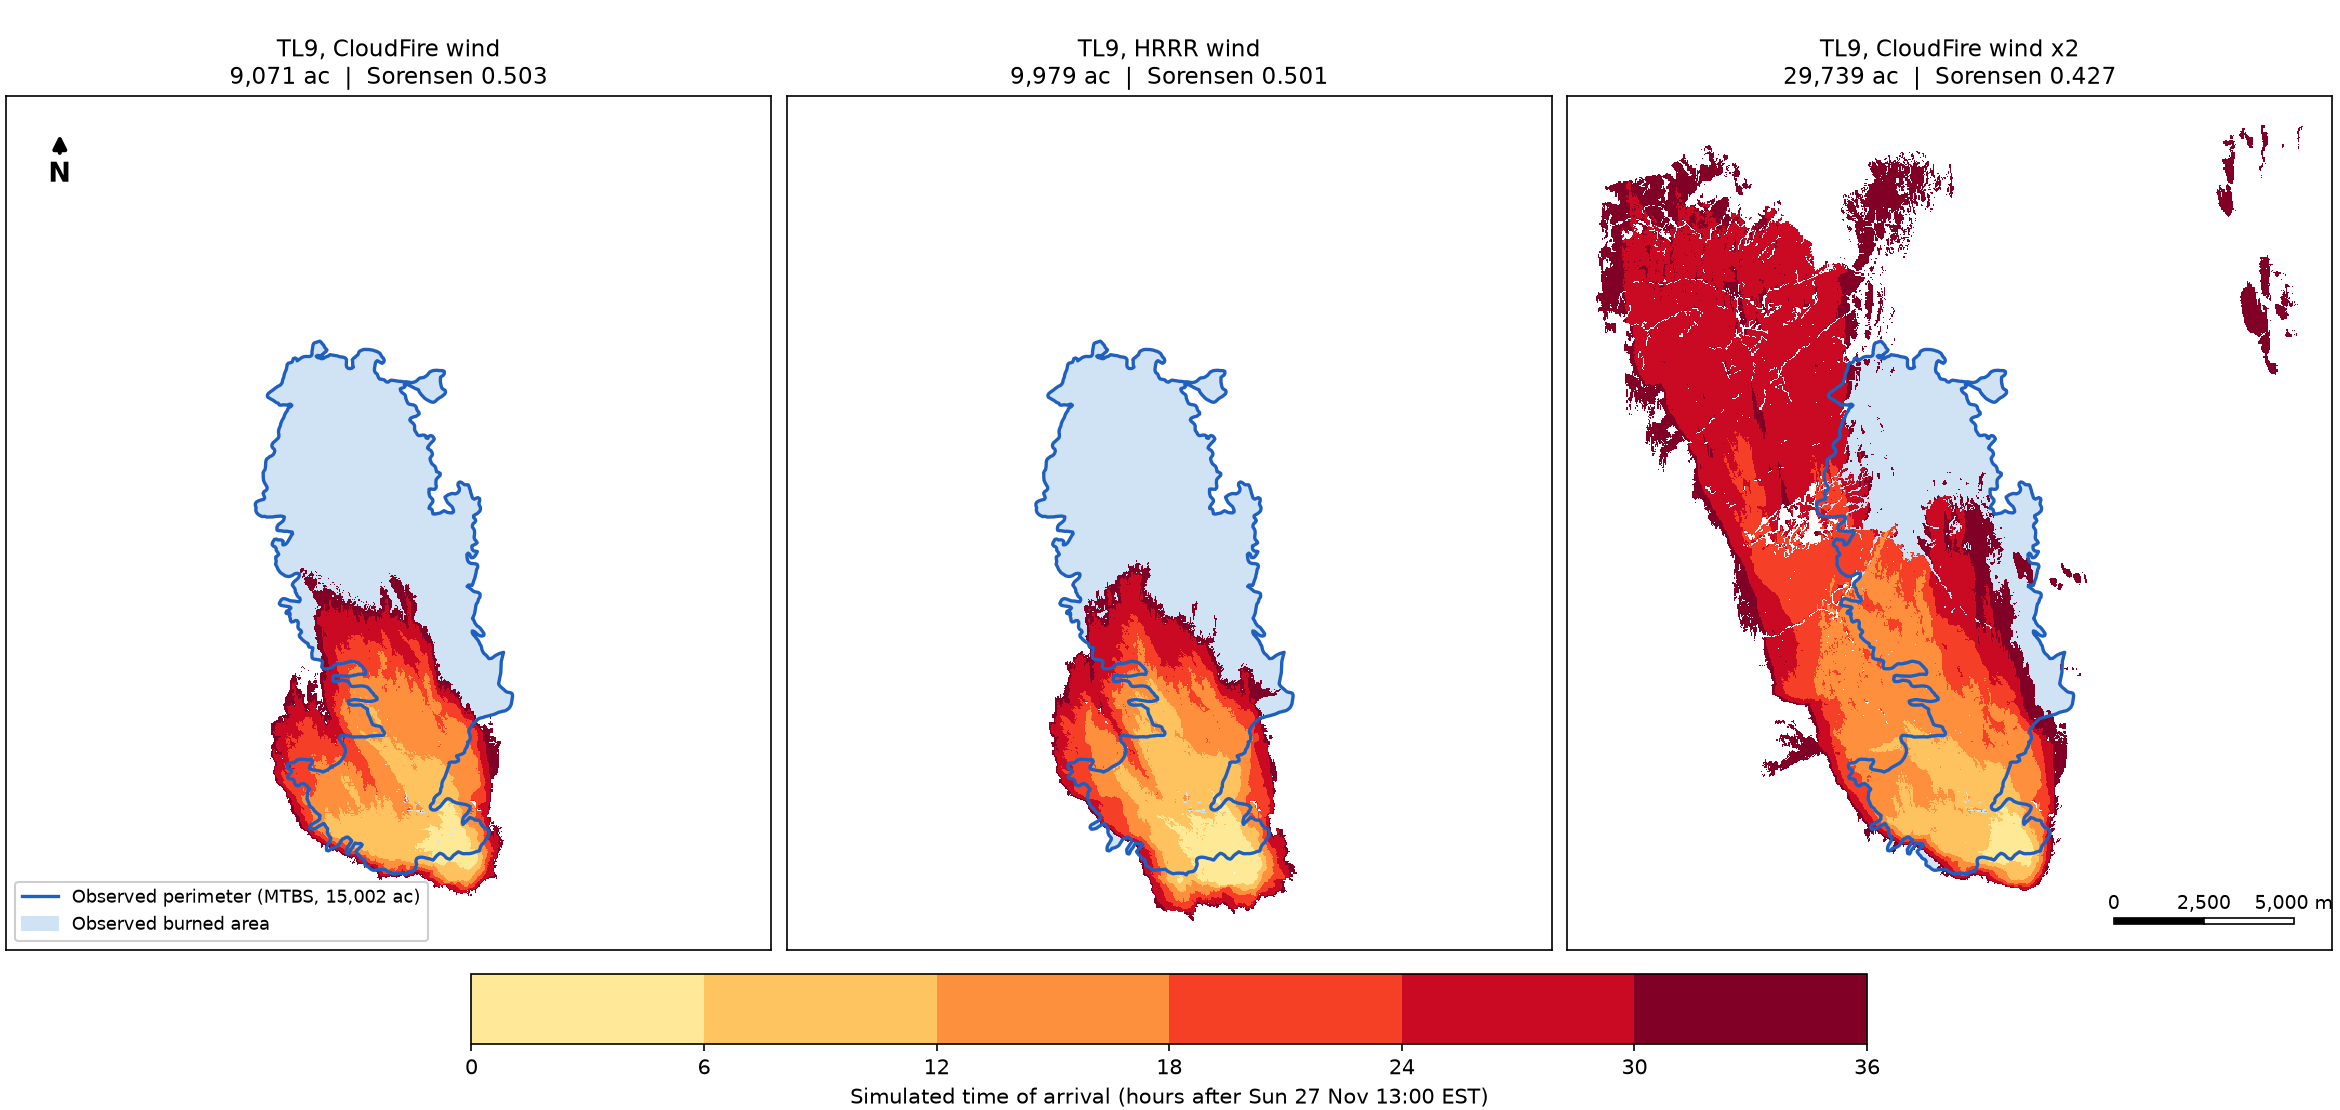 TL9, CloudFire wind
9,071 ac | Sorensen 0.503
TL9, HRRR wind
9,979 ac | Sorensen 0.501
TL9, CloudFire wind x2
29,739 ac | Sorensen 0.427
N
Observed perimeter (MTBS, 15,002 ac)
Observed burned area
0 2,500 5,000 m
0 6 12 18 24 30 36
Simulated time of arrival (hours after Sun 27 Nov 13:00 EST)